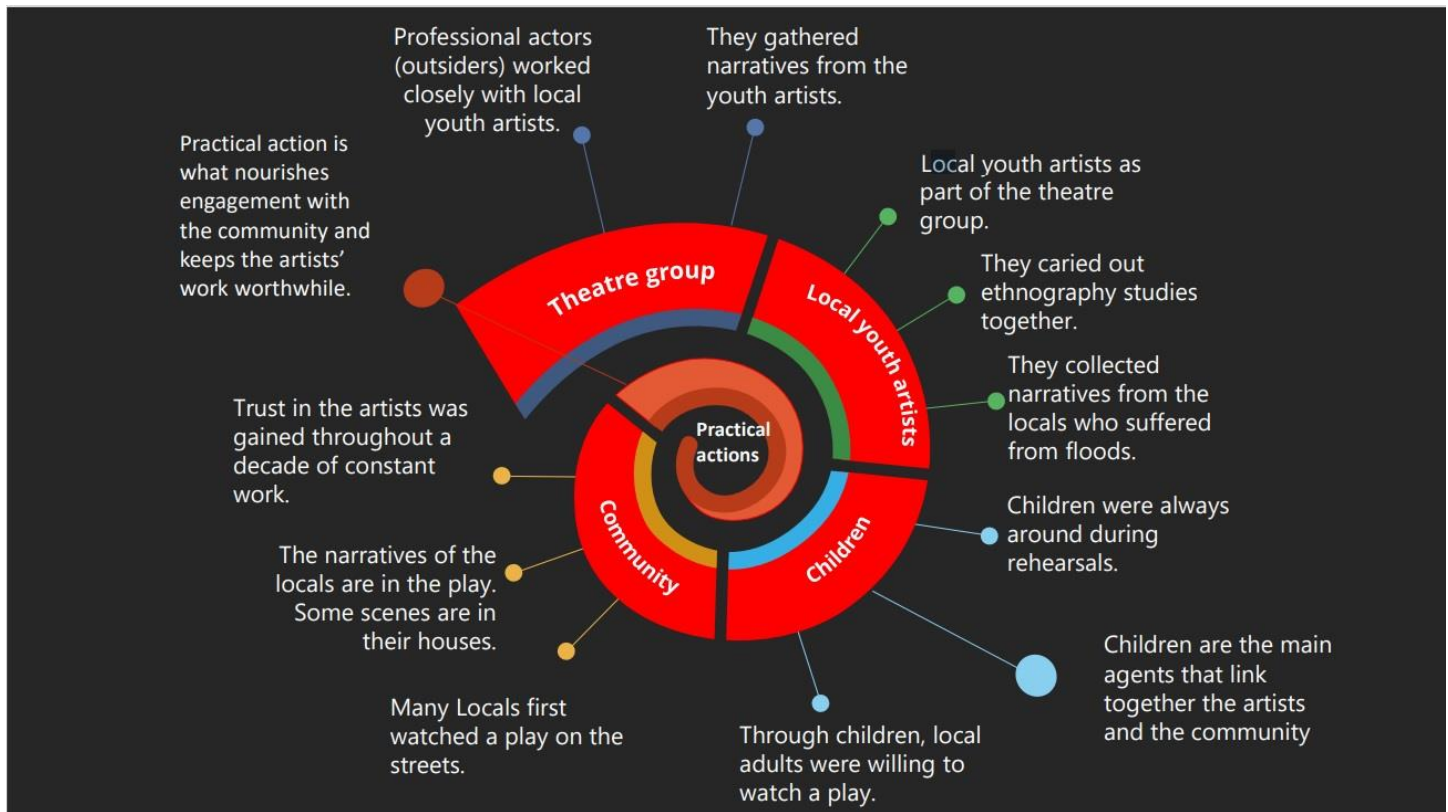 Professional actors
(outsiders) worked
closely with local
youth artists.
They gathered
narratives from the
youth artists.
Practical action is
what nourishes
engagement with
the community and
keeps the artists’
work worthwhile.
Local youth artists as
part of the theatre
group.
They caried out
ethnography studies
together.
They collected
narratives from the
locals who suffered
from floods.
Theatre group
Local youth artists
Children
Community
Practical
actions
Trust in the artists was
gained throughout a
decade of constant
work.
The narratives of the
locals are in the play.
Some scenes are in
their houses.
Many Locals first
watched a play on the
streets.
Children were always
around during
rehearsals.
Children are the main
agents that link
together the artists
and the community
Through children, local
adults were willing to
watch a play.